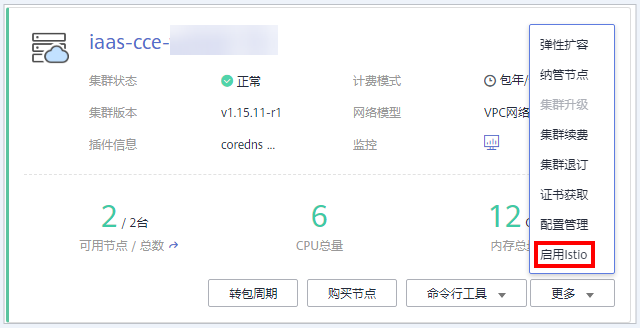 iaas-cce-
集群状态 正常 计费模式 包年/
集群版本 v1.15.11-r1 网络模型 VPC网络
插件信息 coredns ... 监控
2 / 2台 6 12
可用节点 / 总数 CPU总量 内存总
转包周期 购买节点 命令行工具 更多
弹性扩容
纳管节点
集群升级
集群续费
集群退订
证书获取
配置管理
启用Istio